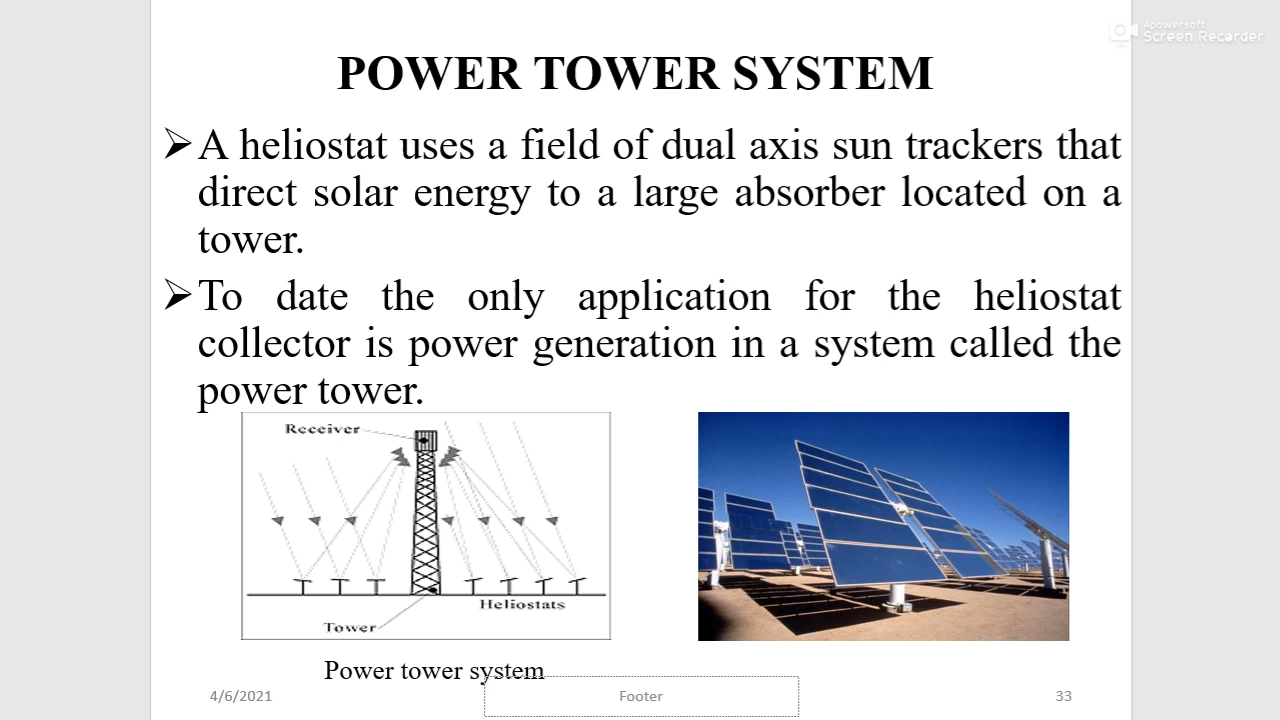 Apowersoft
Screen Recorder
POWER TOWER SYSTEM
➢A heliostat uses a field of dual axis sun trackers that
direct solar energy to a large absorber located on a
tower.
➢To date the only application for the heliostat
collector is power generation in a system called the
power tower.
Receiver
Heliostats
Tower
Power tower system
4/6/2021
Footer
33